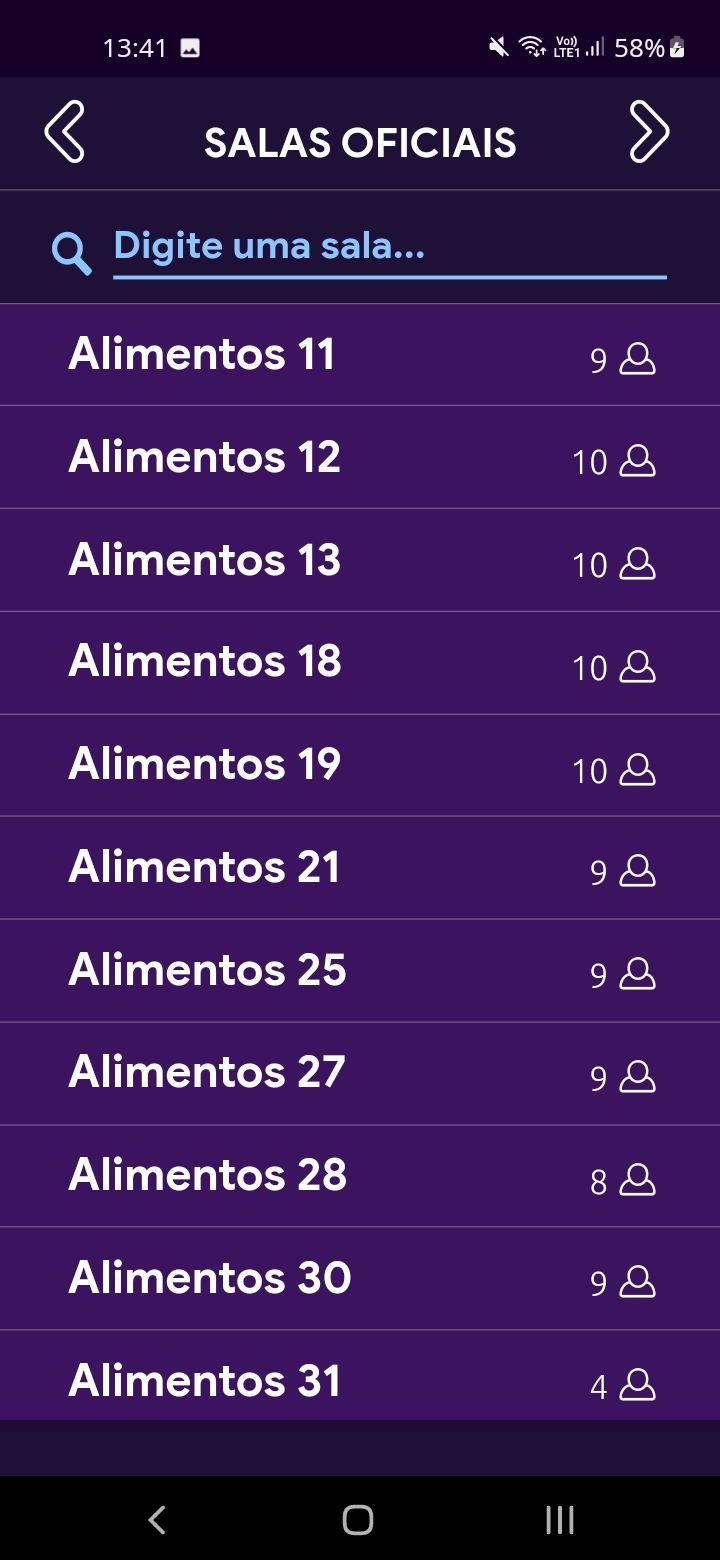 13:41 Vo)) LTE1 58%
SALAS OFICIAIS
Digite uma sala...
Alimentos 11 9
Alimentos 12 10
Alimentos 13 10
Alimentos 18 10
Alimentos 19 10
Alimentos 21 9
Alimentos 25 9
Alimentos 27 9
Alimentos 28 8
Alimentos 30 9
Alimentos 31 4